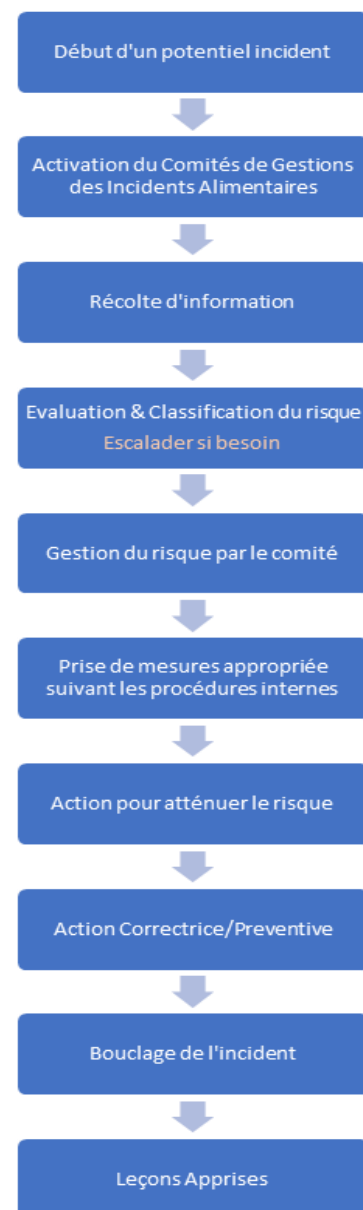 Début d'un potentiel incident
Activation du Comités de Gestions
des Incidents Alimentaires
Récolte d'information
Evaluation & Classification du risque
Escalader si besoin
Gestion du risque par le comité
Prise de mesures appropriée
suivant les procédures internes
Action pour atténuer le risque
Action Correctrice/Preventive
Bouclage de l'incident
Leçons Apprises